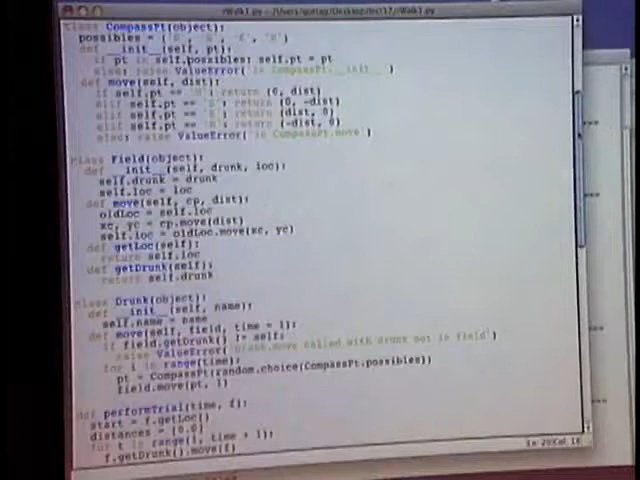 rWalk1.py - /Users/guttag/Desktop/lect17/rWalk1.py
class CompassPt(object):
possibles = ('N', 'S', 'E', 'W')
def __init__(self, pt):
if pt in self.possibles: self.pt = pt
else: raise ValueError('in CompassPt.__init__')
def move(self, dist):
if self.pt == 'N': return (0, dist)
elif self.pt == 'S': return (0, -dist)
elif self.pt == 'E': return (dist, 0)
elif self.pt == 'W': return (-dist, 0)
else: raise ValueError('in CompassPt.move')
class Field(object):
def __init__(self, drunk, loc):
self.drunk = drunk
self.loc = loc
def move(self, cp, dist):
oldLoc = self.loc
xc, yc = cp.move(dist)
self.loc = oldLoc.move(xc, yc)
def getLoc(self):
return self.loc
def getDrunk(self):
return self.drunk
class Drunk(object):
def __init__(self, name):
self.name = name
def move(self, field, time = 1):
if field.getDrunk() != self:
raise ValueError('Drunk.move called with drunk not in field')
for i in range(time):
pt = CompassPt(random.choice(CompassPt.possibles))
field.move(pt, 1)
def performTrial(time, f):
start = f.getLoc()
distances = [0.0]
for t in range(1, time + 1):
f.getDrunk().move(f)